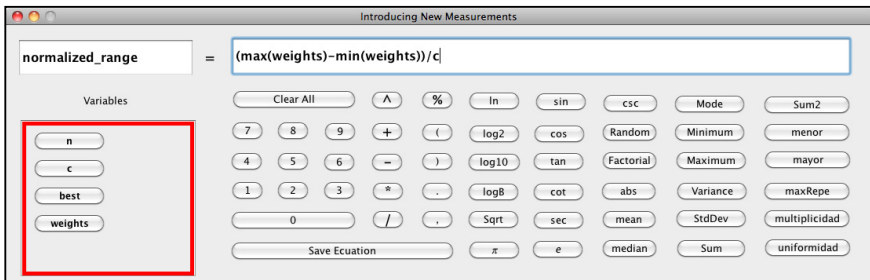 Introducing New Measurements
normalized_range = (max(weights)-min(weights))/c
Variables
n
c
best
weights
Clear All ^ % ln sin csc Mode Sum2
7 8 9 + ( log2 cos Random Minimum menor
4 5 6 - ) log10 tan Factorial Maximum mayor
1 2 3 * . logB cot abs Variance maxRepe
0 / , Sqrt sec mean StdDev multiplicidad
Save Ecuation π e median Sum uniformidad